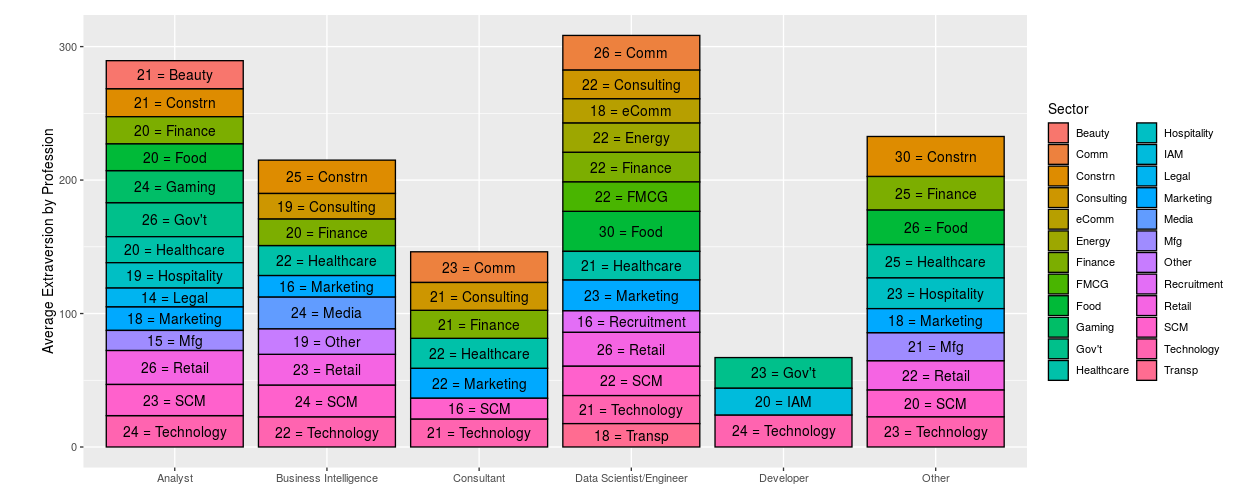 Average Extraversion by Profession
300
200
100
0
21 = Beauty
21 = Constrn
20 = Finance
20 = Food
24 = Gaming
26 = Gov't
20 = Healthcare
19 = Hospitality
14 = Legal
18 = Marketing
15 = Mfg
26 = Retail
23 = SCM
24 = Technology
25 = Constrn
19 = Consulting
20 = Finance
22 = Healthcare
16 = Marketing
24 = Media
19 = Other
23 = Retail
24 = SCM
22 = Technology
23 = Comm
21 = Consulting
21 = Finance
22 = Healthcare
22 = Marketing
16 = SCM
21 = Technology
26 = Comm
22 = Consulting
18 = eComm
22 = Energy
22 = Finance
22 = FMCG
30 = Food
21 = Healthcare
23 = Marketing
16 = Recruitment
26 = Retail
22 = SCM
21 = Technology
18 = Transp
23 = Gov't
20 = IAM
24 = Technology
30 = Constrn
25 = Finance
26 = Food
25 = Healthcare
23 = Hospitality
18 = Marketing
21 = Mfg
22 = Retail
20 = SCM
23 = Technology
Analyst
Business Intelligence
Consultant
Data Scientist/Engineer
Developer
Other
Sector
Beauty
Comm
Constrn
Consulting
eComm
Energy
Finance
FMCG
Food
Gaming
Gov't
Healthcare
Hospitality
IAM
Legal
Marketing
Media
Mfg
Other
Recruitment
Retail
SCM
Technology
Transp